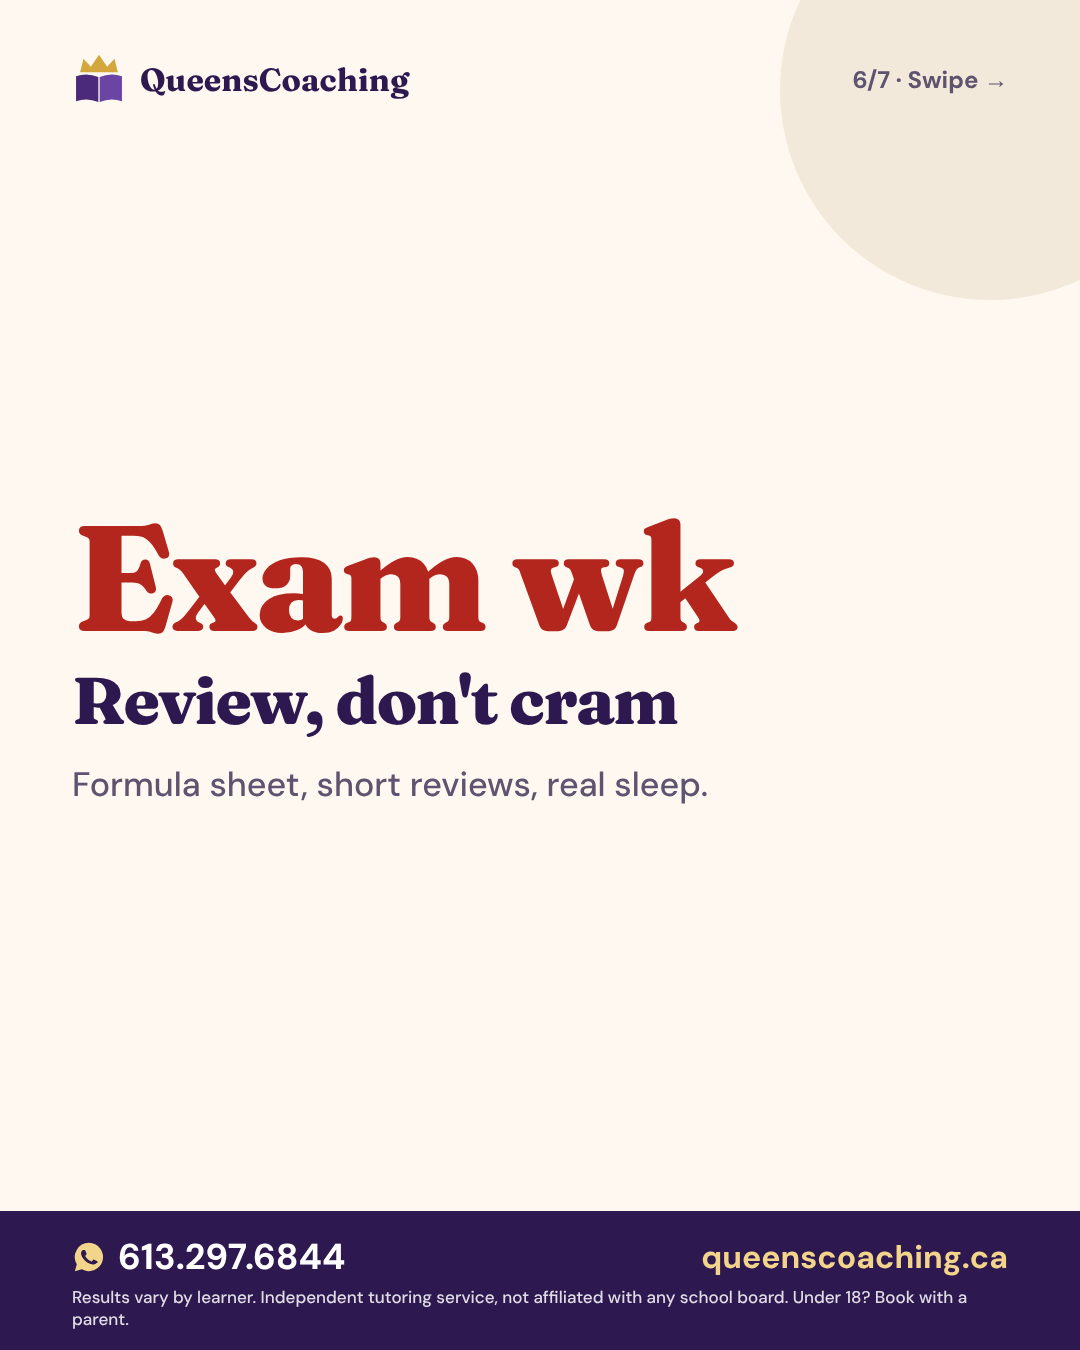 QueensCoaching
6/7 · Swipe →
Exam wk
Review, don't cram
Formula sheet, short reviews, real sleep.
613.297.6844
queenscoaching.ca
Results vary by learner. Independent tutoring service, not affiliated with any school board. Under 18? Book with a
parent.